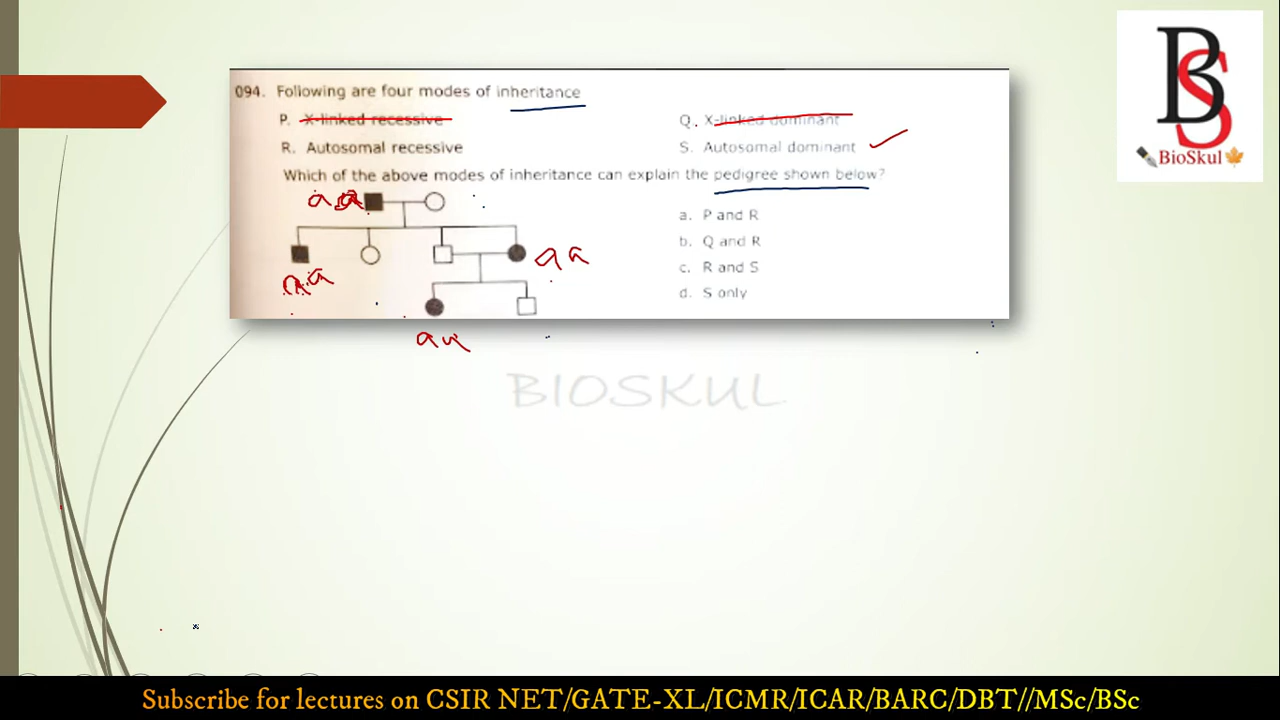 BS
BioSkul
094. Following are four modes of inheritance
P. X-linked recessive
Q. X-linked dominant
R. Autosomal recessive
S. Autosomal dominant
Which of the above modes of inheritance can explain the pedigree shown below?
a. P and R
b. Q and R
c. R and S
d. S only
aa
aa
aa
aa
BIOSKUL
Subscribe for lectures on CSIR NET/GATE-XL/ICMR/ICAR/BARC/DBT//MSc/BSc